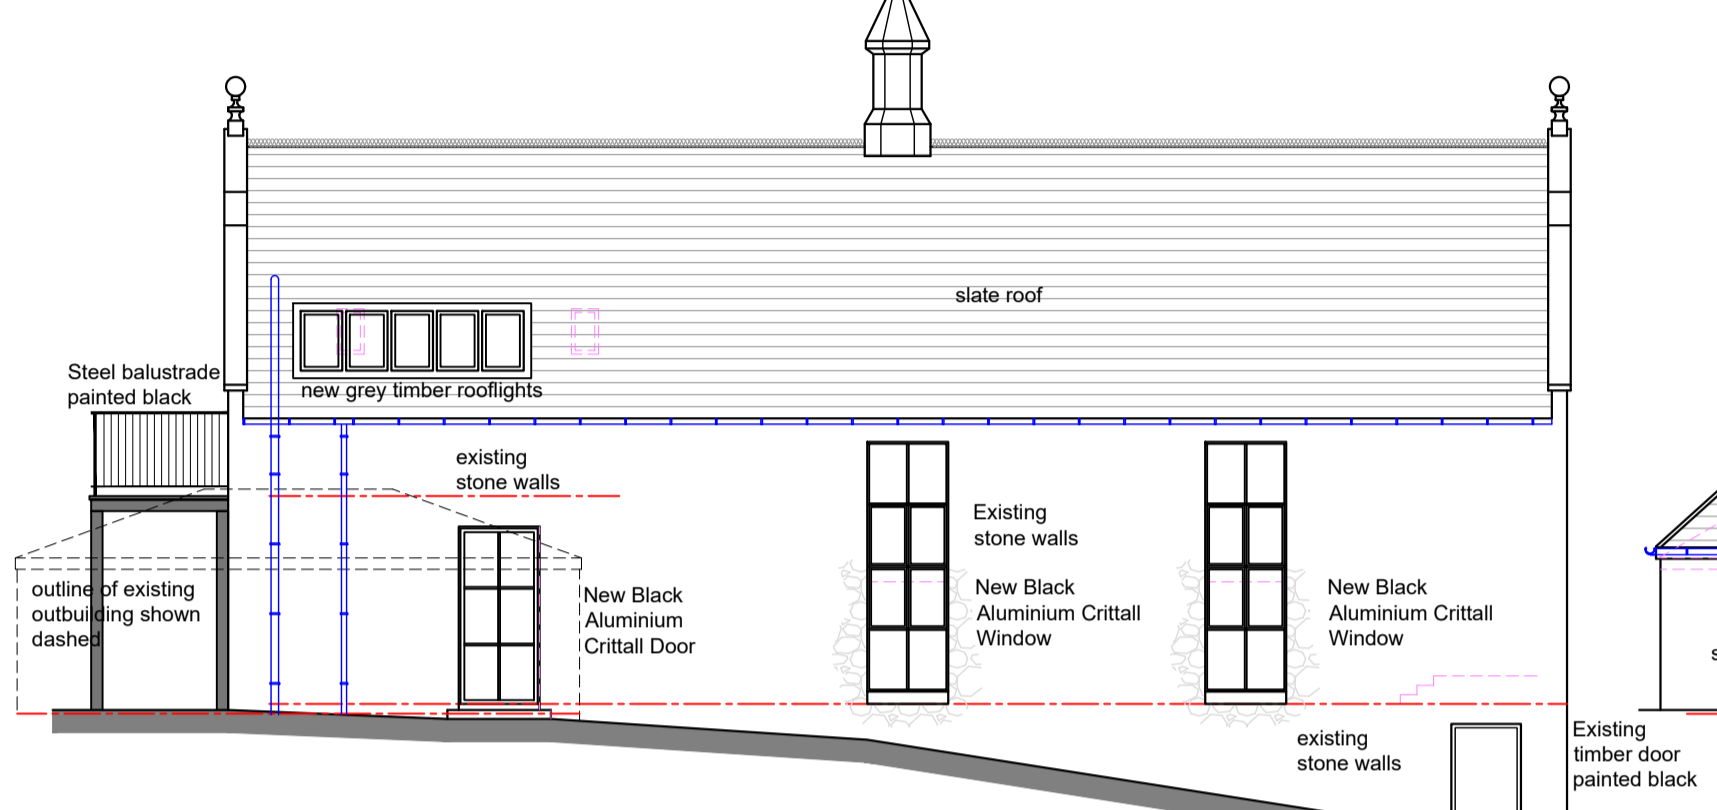 slate roof
Steel balustrade
painted black
new grey timber rooflights
existing
stone walls
Existing
stone walls
outline of existing
outbuilding shown
dashed
New Black
Aluminium
Crittall Door
New Black
Aluminium Crittall
Window
New Black
Aluminium Crittall
Window
s
existing
stone walls
Existing
timber door
painted black